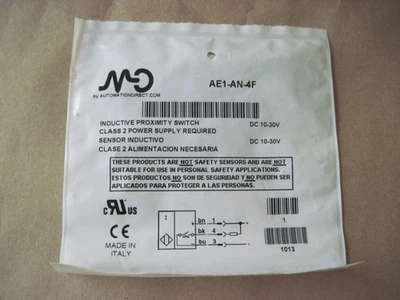 MD
by AUTOMATIONDIRECT.COM
AE1-AN-4F
INDUCTIVE PROXIMITY SWITCH DC 10-30V
CLASS 2 POWER SUPPLY REQUIRED
SENSOR INDUCTIVO DC 10-30V
CLASE 2 ALIMENTACION NECESARIA
THESE PRODUCTS ARE NOT SAFETY SENSORS AND ARE NOT
SUITABLE FOR USE IN PERSONAL SAFETY APPLICATIONS.
ESTOS PRODUCTOS NO SON DE SEGURIDAD Y NO PUEDEN SER
APLICADOS PARA PROTEGER A LAS PERSONAS.
c RU US
CE
MADE IN
ITALY
bn 1 +
bk 4
bu 3 -
1
1013